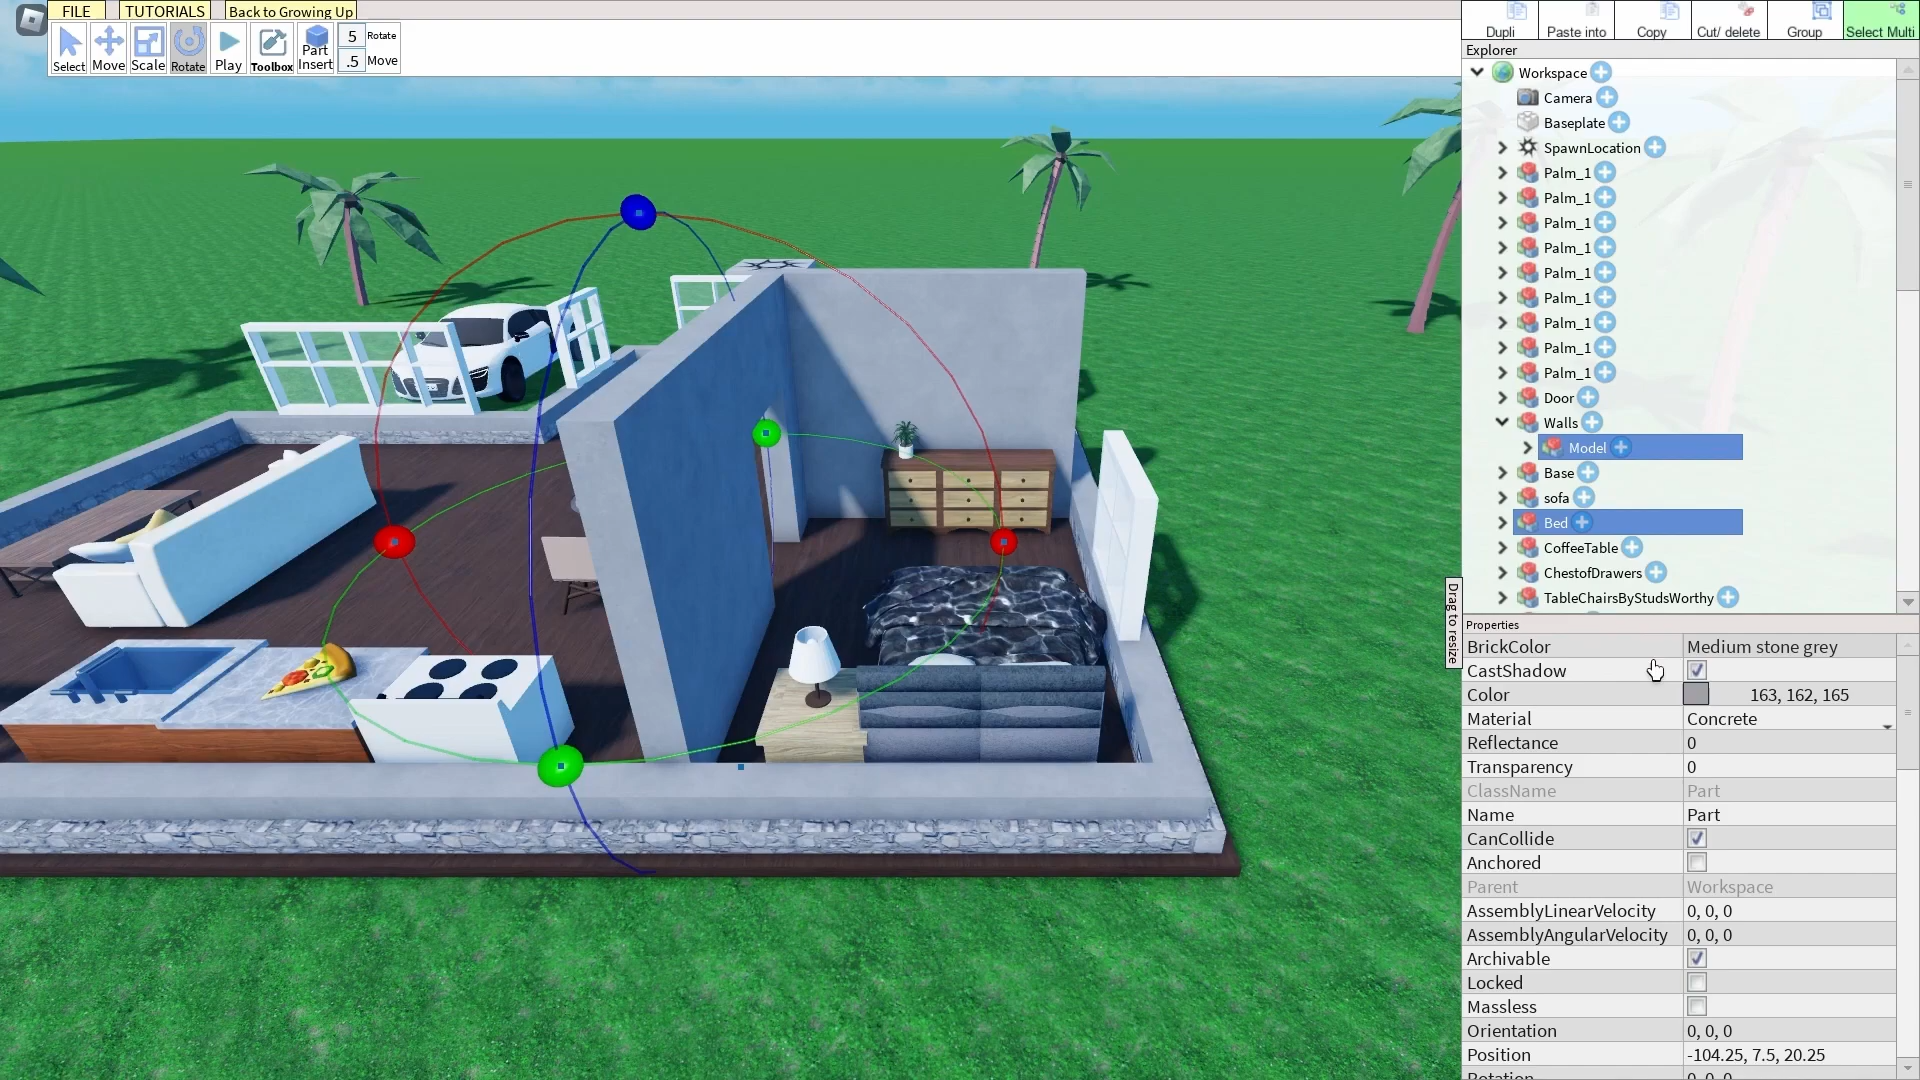 FILE
TUTORIALS
Back to Growing Up
Select
Move
Scale
Rotate
Play
Toolbox
Part
Insert
5 Rotate
.5 Move
Dupli
Paste into
Copy
Cut/ delete
Group
Select Multi
Explorer
Workspace
Camera
Baseplate
SpawnLocation
Palm_1
Palm_1
Palm_1
Palm_1
Palm_1
Palm_1
Palm_1
Palm_1
Palm_1
Door
Walls
Model
Base
sofa
Bed
CoffeeTable
ChestofDrawers
TableChairsByStudsWorthy
Drag to resize
Properties
BrickColor Medium stone grey
CastShadow
Color 163, 162, 165
Material Concrete
Reflectance 0
Transparency 0
ClassName Part
Name Part
CanCollide
Anchored
Parent Workspace
AssemblyLinearVelocity 0, 0, 0
AssemblyAngularVelocity 0, 0, 0
Archivable
Locked
Massless
Orientation 0, 0, 0
Position -104.25, 7.5, 20.25
Rotation 0, 0, 0